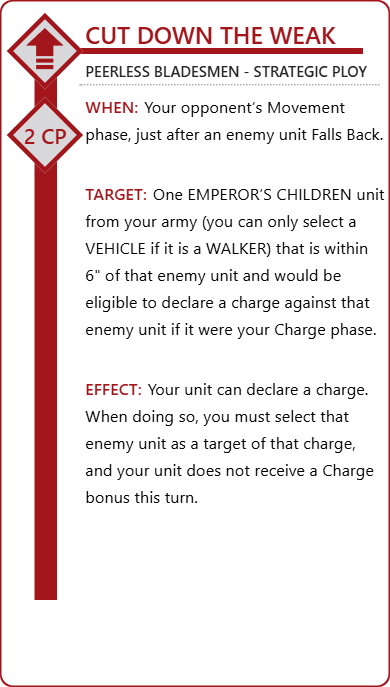 CUT DOWN THE WEAK
PEERLESS BLADESMEN - STRATEGIC PLOY
2 CP
WHEN: Your opponent’s Movement
phase, just after an enemy unit Falls Back.
TARGET: One EMPEROR’S CHILDREN unit
from your army (you can only select a
VEHICLE if it is a WALKER) that is within
6" of that enemy unit and would be
eligible to declare a charge against that
enemy unit if it were your Charge phase.
EFFECT: Your unit can declare a charge.
When doing so, you must select that
enemy unit as a target of that charge,
and your unit does not receive a Charge
bonus this turn.